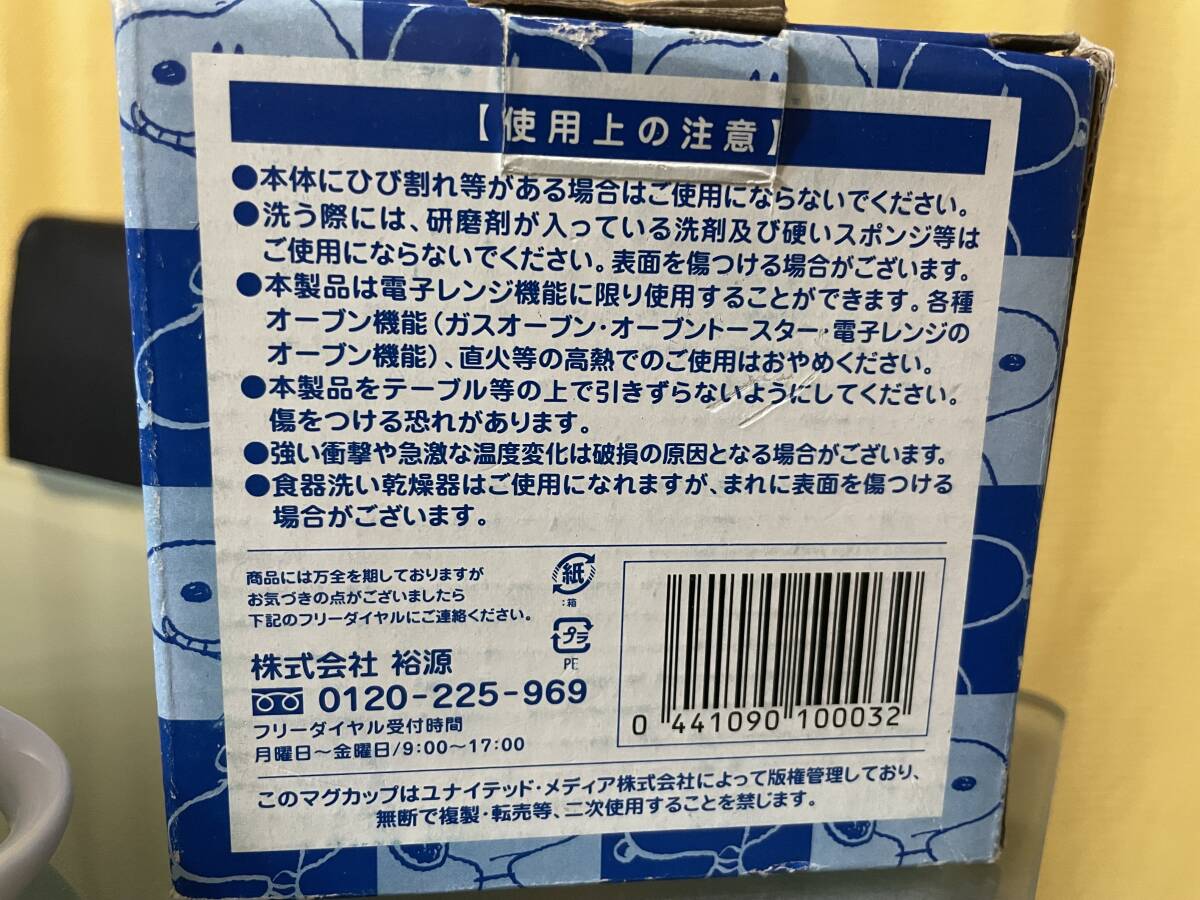 【使用上の注意】
●本体にひび割れ等がある場合はご使用にならないでください。
●洗う際には、研磨剤が入っている洗剤及び硬いスポンジ等は
ご使用にならないでください。表面を傷つける場合がございます。
●本製品は電子レンジ機能に限り使用することができます。各種
オーブン機能（ガスオーブン・オーブントースター・電子レンジの
オーブン機能）、直火等の高熱でのご使用はおやめください。
●本製品をテーブル等の上で引きずらないようにしてください。
傷をつける恐れがあります。
●強い衝撃や急激な温度変化は破損の原因となる場合がございます。
●食器洗い乾燥器はご使用になれますが、まれに表面を傷つける
場合がございます。
商品には万全を期しておりますが
お気づきの点がございましたら
下記のフリーダイヤルにご連絡ください。
株式会社 裕源
0120-225-969
フリーダイヤル受付時間
月曜日〜金曜日/9:00〜17:00
紙
:箱
プラ
PE
0 441090 100032
このマグカップはユナイテッド・メディア株式会社によって版権管理しており、
無断で複製・転売等、二次使用することを禁じます。